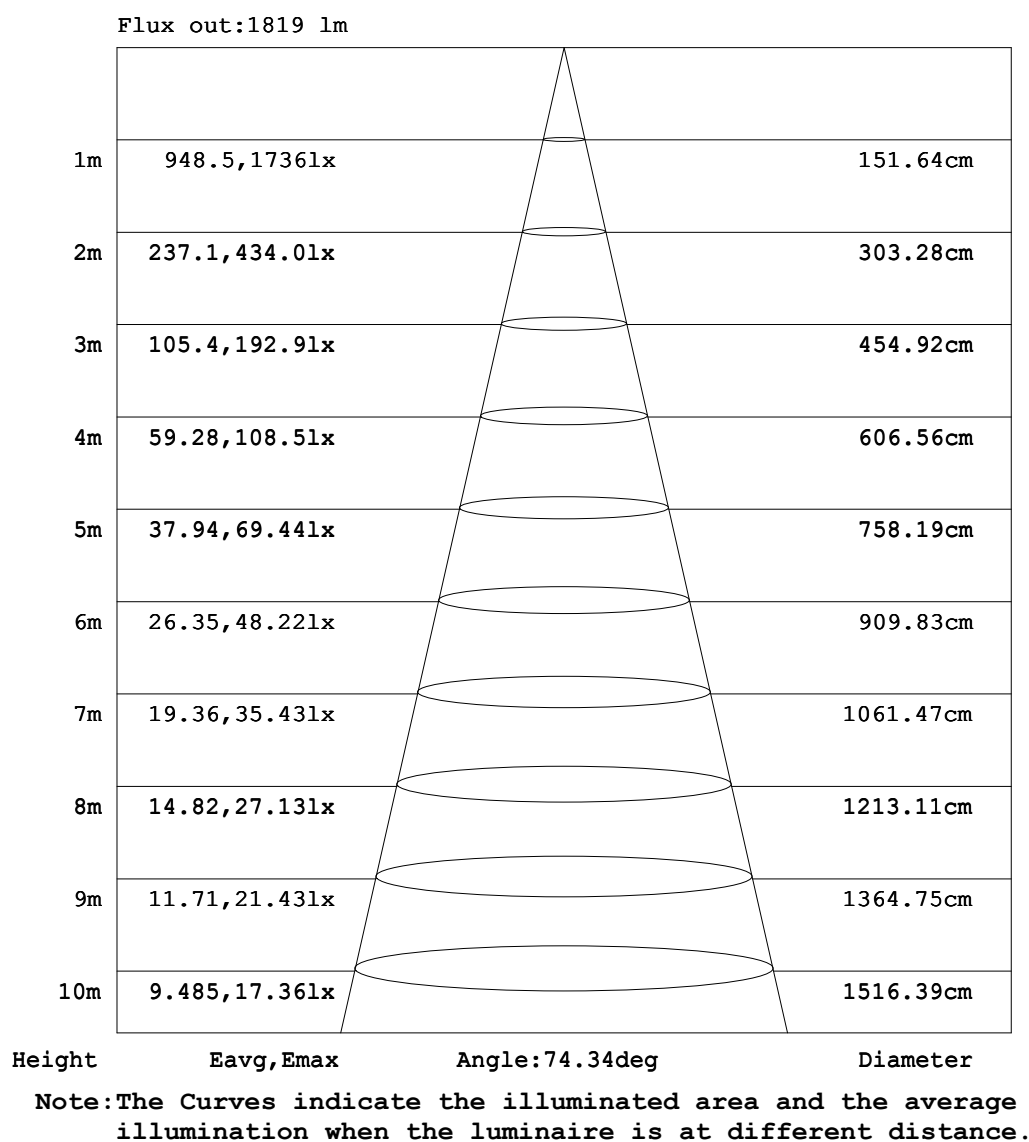 Flux out:1819 lm
1m 948.5,1736lx 151.64cm
2m 237.1,434.0lx 303.28cm
3m 105.4,192.9lx 454.92cm
4m 59.28,108.5lx 606.56cm
5m 37.94,69.44lx 758.19cm
6m 26.35,48.22lx 909.83cm
7m 19.36,35.43lx 1061.47cm
8m 14.82,27.13lx 1213.11cm
9m 11.71,21.43lx 1364.75cm
10m 9.485,17.36lx 1516.39cm
Height Eavg,Emax Angle:74.34deg Diameter
Note:The Curves indicate the illuminated area and the average
illumination when the luminaire is at different distance.